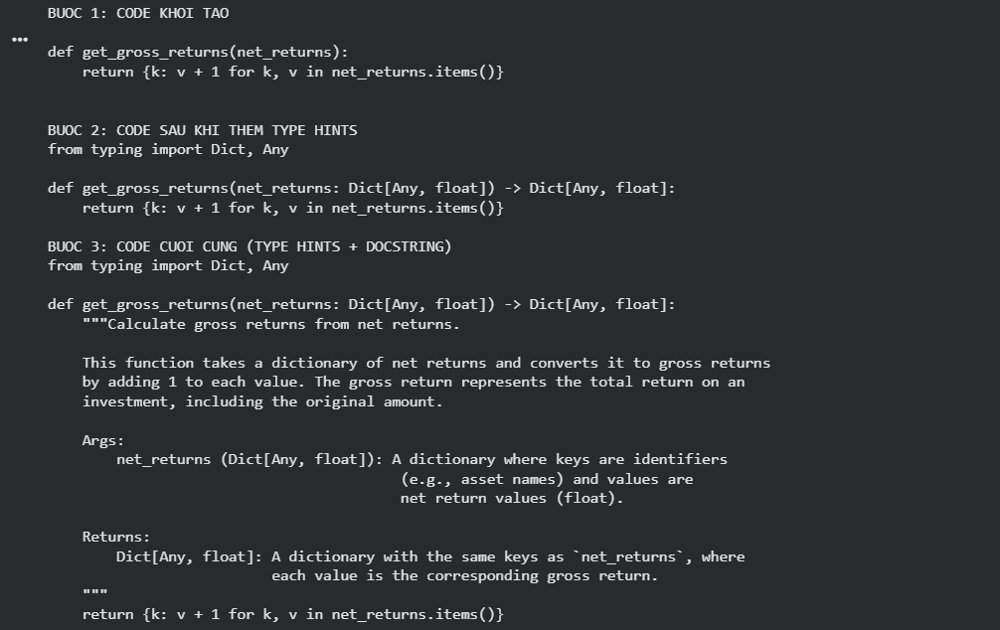 BUOC 1: CODE KHOI TAO
...
def get_gross_returns(net_returns):
    return {k: v + 1 for k, v in net_returns.items()}
BUOC 2: CODE SAU KHI THEM TYPE HINTS
from typing import Dict, Any
def get_gross_returns(net_returns: Dict[Any, float]) -> Dict[Any, float]:
    return {k: v + 1 for k, v in net_returns.items()}
BUOC 3: CODE CUOI CUNG (TYPE HINTS + DOCSTRING)
from typing import Dict, Any
def get_gross_returns(net_returns: Dict[Any, float]) -> Dict[Any, float]:
    """Calculate gross returns from net returns.
    This function takes a dictionary of net returns and converts it to gross returns
    by adding 1 to each value. The gross return represents the total return on an
    investment, including the original amount.
    Args:
        net_returns (Dict[Any, float]): A dictionary where keys are identifiers
                                         (e.g., asset names) and values are
                                         net return values (float).
    Returns:
        Dict[Any, float]: A dictionary with the same keys as `net_returns`, where
                          each value is the corresponding gross return.
    """
    return {k: v + 1 for k, v in net_returns.items()}